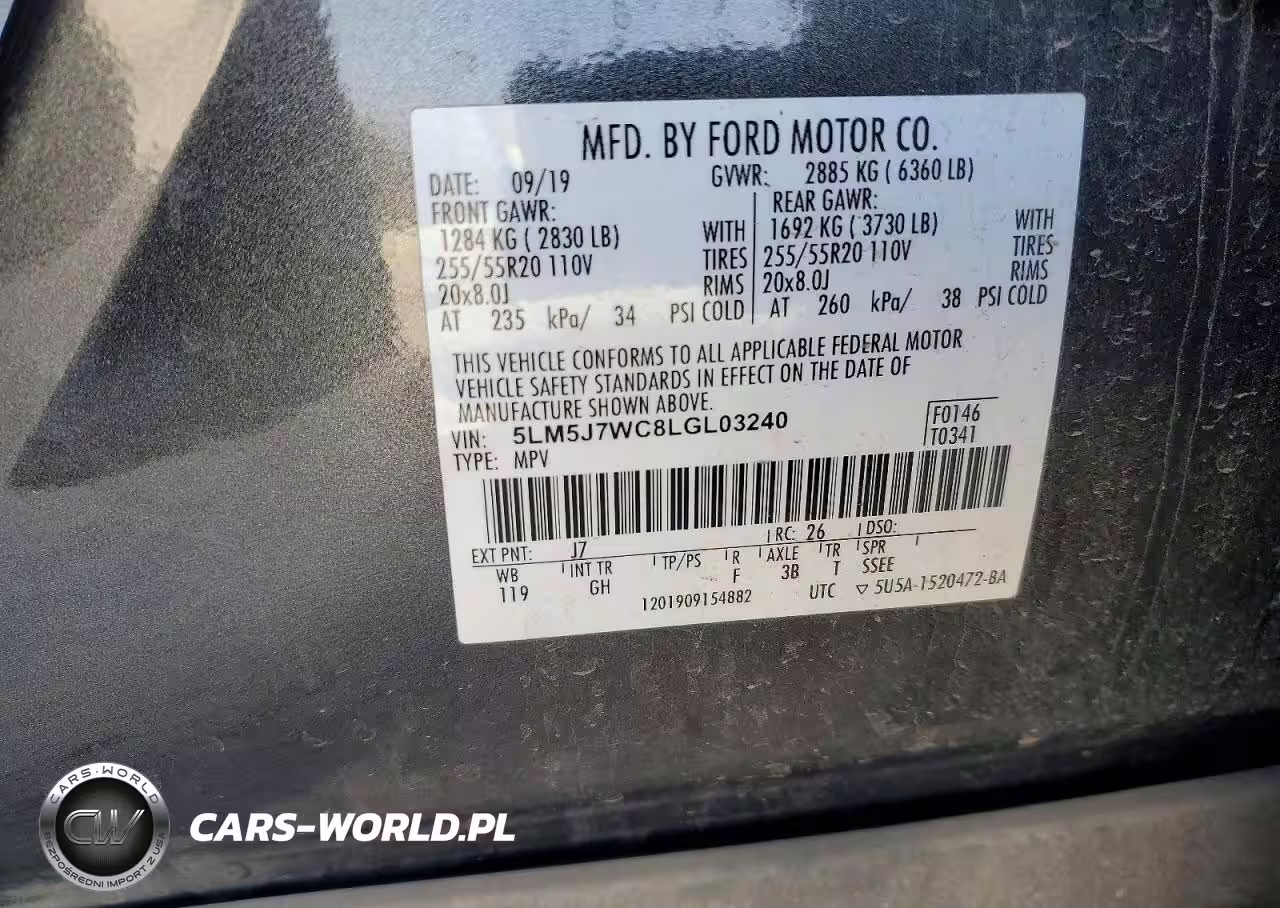 MFD. BY FORD MOTOR CO.
DATE: 09/19 GVWR: 2885 KG ( 6360 LB)
FRONT GAWR: REAR GAWR:
1284 KG ( 2830 LB) WITH 1692 KG ( 3730 LB) WITH
255/55R20 110V TIRES 255/55R20 110V TIRES
20x8.0J RIMS 20x8.0J RIMS
AT 235 kPa/ 34 PSI COLD AT 260 kPa/ 38 PSI COLD
THIS VEHICLE CONFORMS TO ALL APPLICABLE FEDERAL MOTOR
VEHICLE SAFETY STANDARDS IN EFFECT ON THE DATE OF
MANUFACTURE SHOWN ABOVE.
VIN: 5LM5J7WC8LGL03240 F0146
TYPE: MPV T0341
EXT PNT: J7 RC: 26 DSO:
WB INT TR TP/PS R AXLE TR SPR
119 GH F 3B T SSEE
1201909154882 UTC ▽ 5U5A-1520472-BA
CARS-WORLD
CW
BEZPOŚREDNI IMPORT Z USA
CARS-WORLD.PL